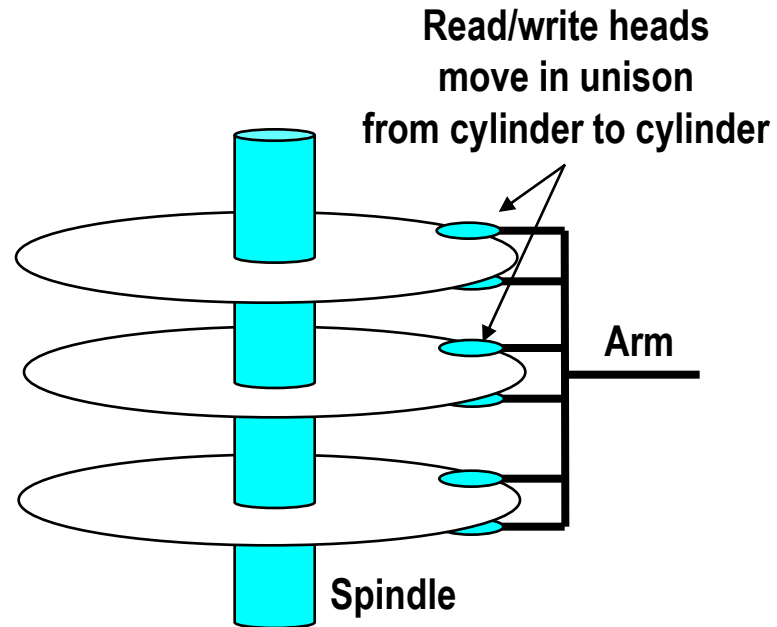 Read/write heads
move in unison
from cylinder to cylinder
Arm
Spindle